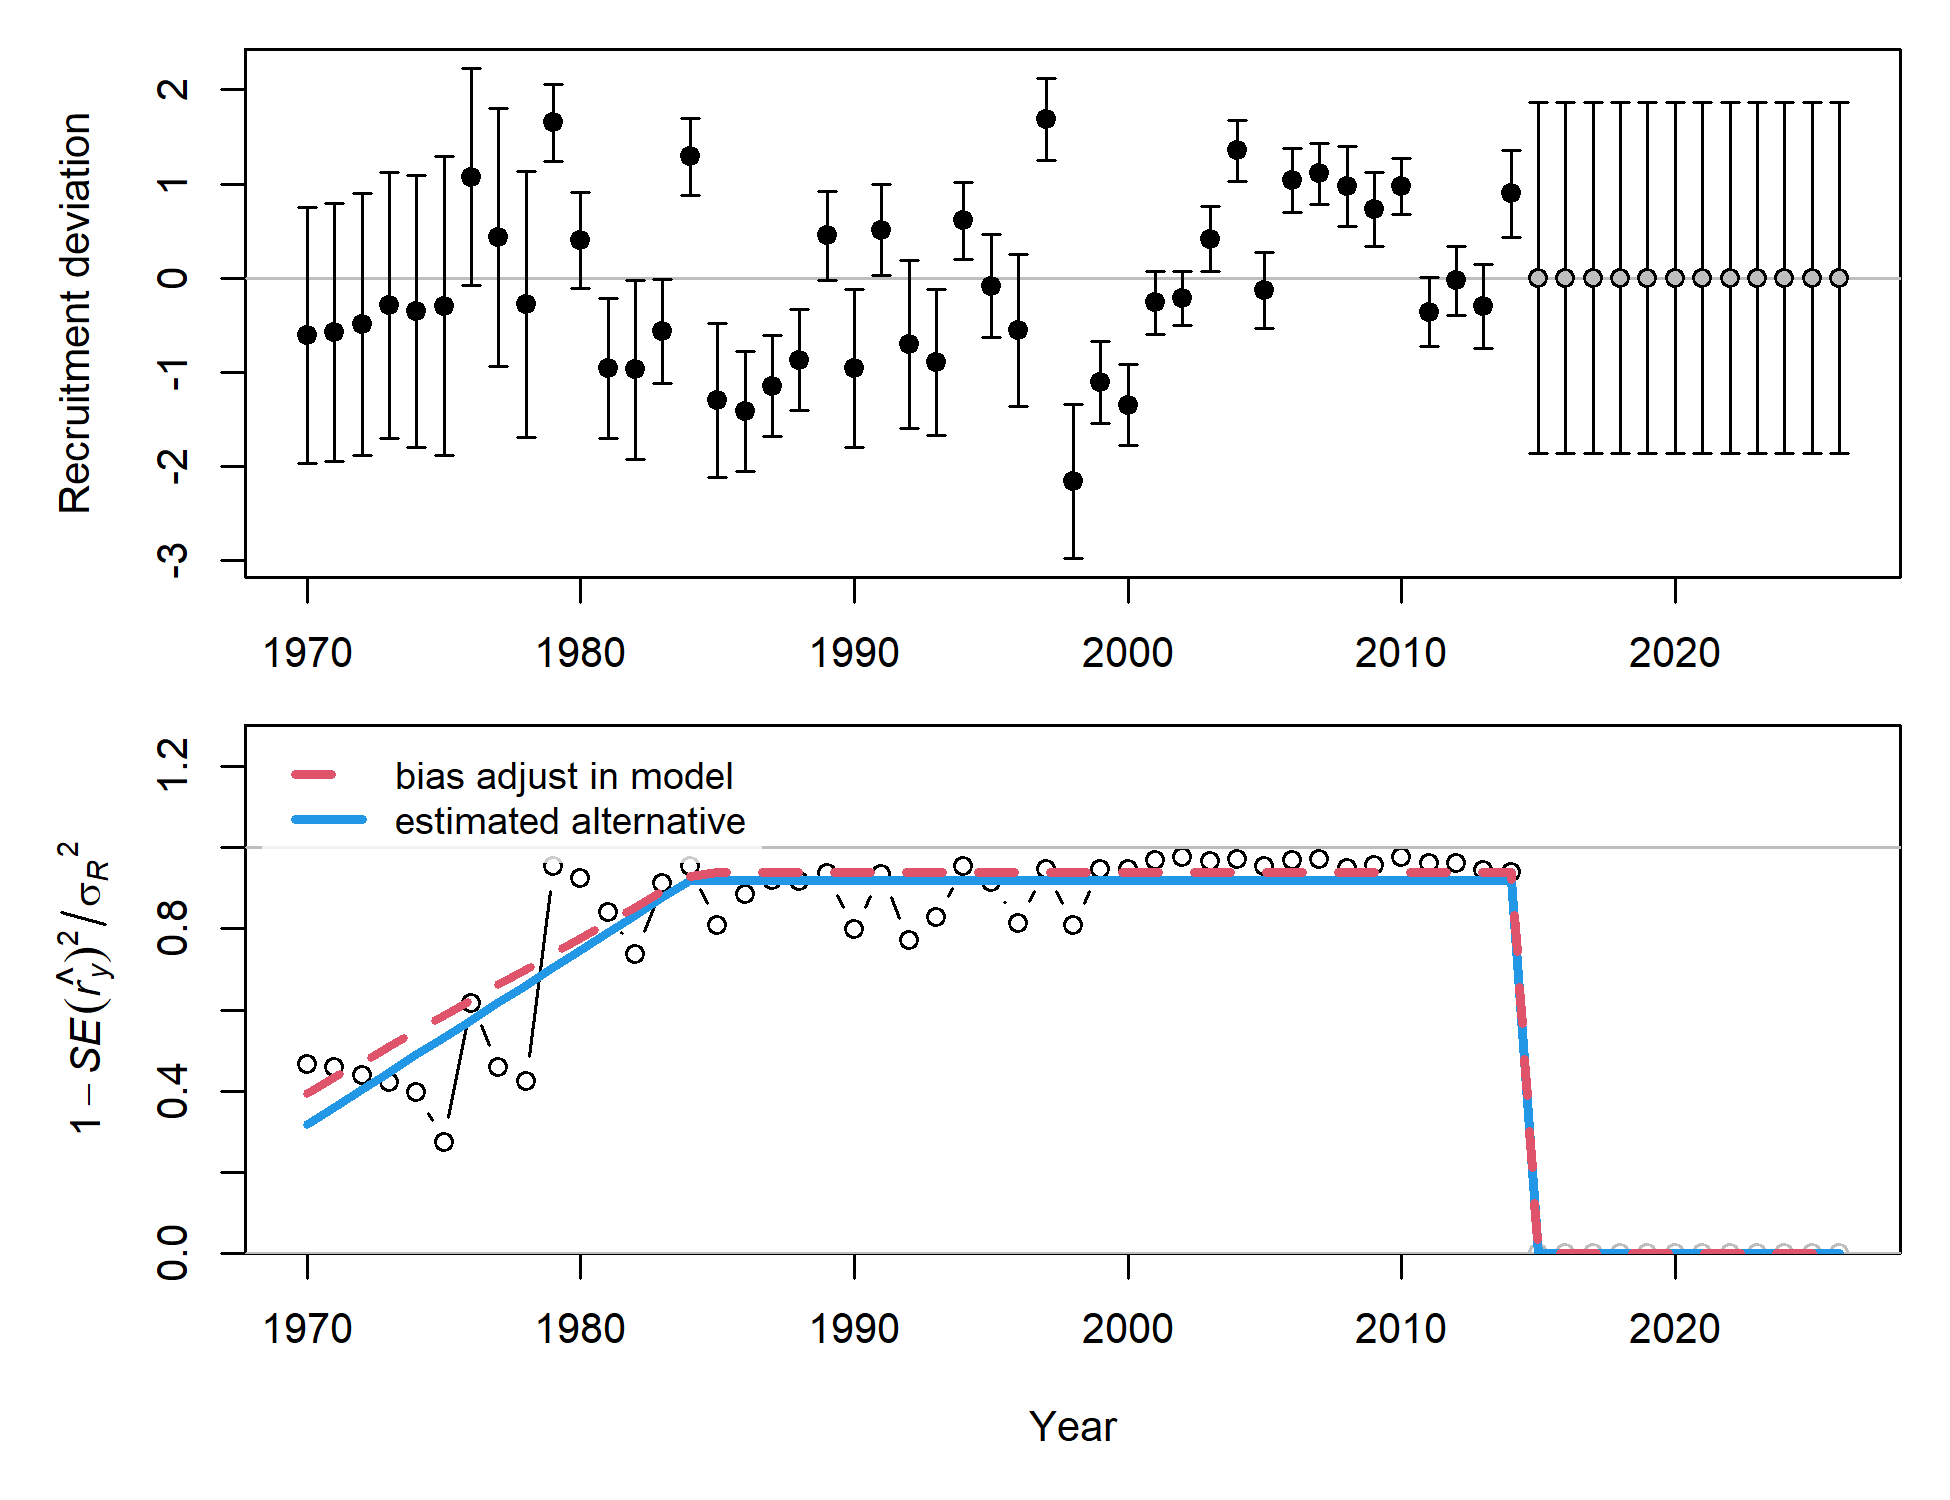 Recruitment deviation
2
1
0
-1
-2
-3
1970 1980 1990 2000 2010 2020
bias adjust in model
estimated alternative
1 − SE(r̂y)² / σR²
1.2
0.8
0.4
0.0
1970 1980 1990 2000 2010 2020
Year